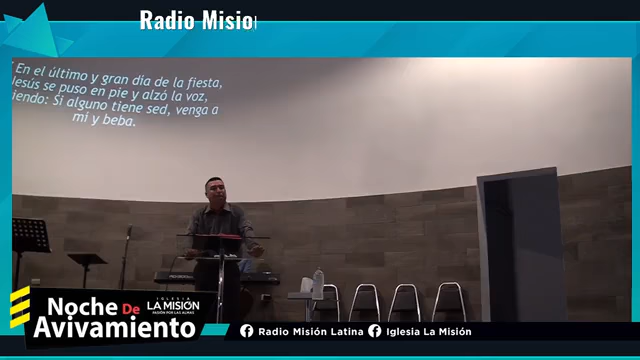 Radio Misio
En el último y gran día de la fiesta,
Jesús se puso en pie y alzó la voz,
iendo: Si alguno tiene sed, venga a
mi y beba.
IGLESIA
LA MISIÓN
PASIÓN POR LAS ALMAS
Noche De
Avivamiento
Radio Misión Latina Iglesia La Misión